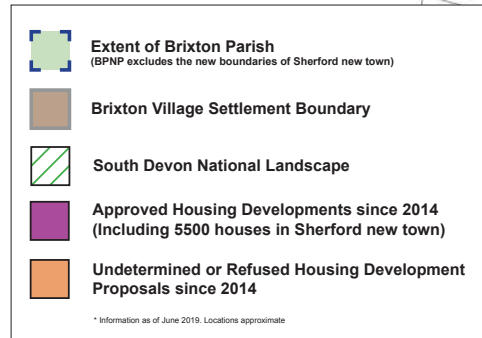 Extent of Brixton Parish
(BPNP excludes the new boundaries of Sherford new town)
Brixton Village Settlement Boundary
South Devon National Landscape
Approved Housing Developments since 2014
(Including 5500 houses in Sherford new town)
Undetermined or Refused Housing Development
Proposals since 2014
* Information as of June 2019. Locations approximate